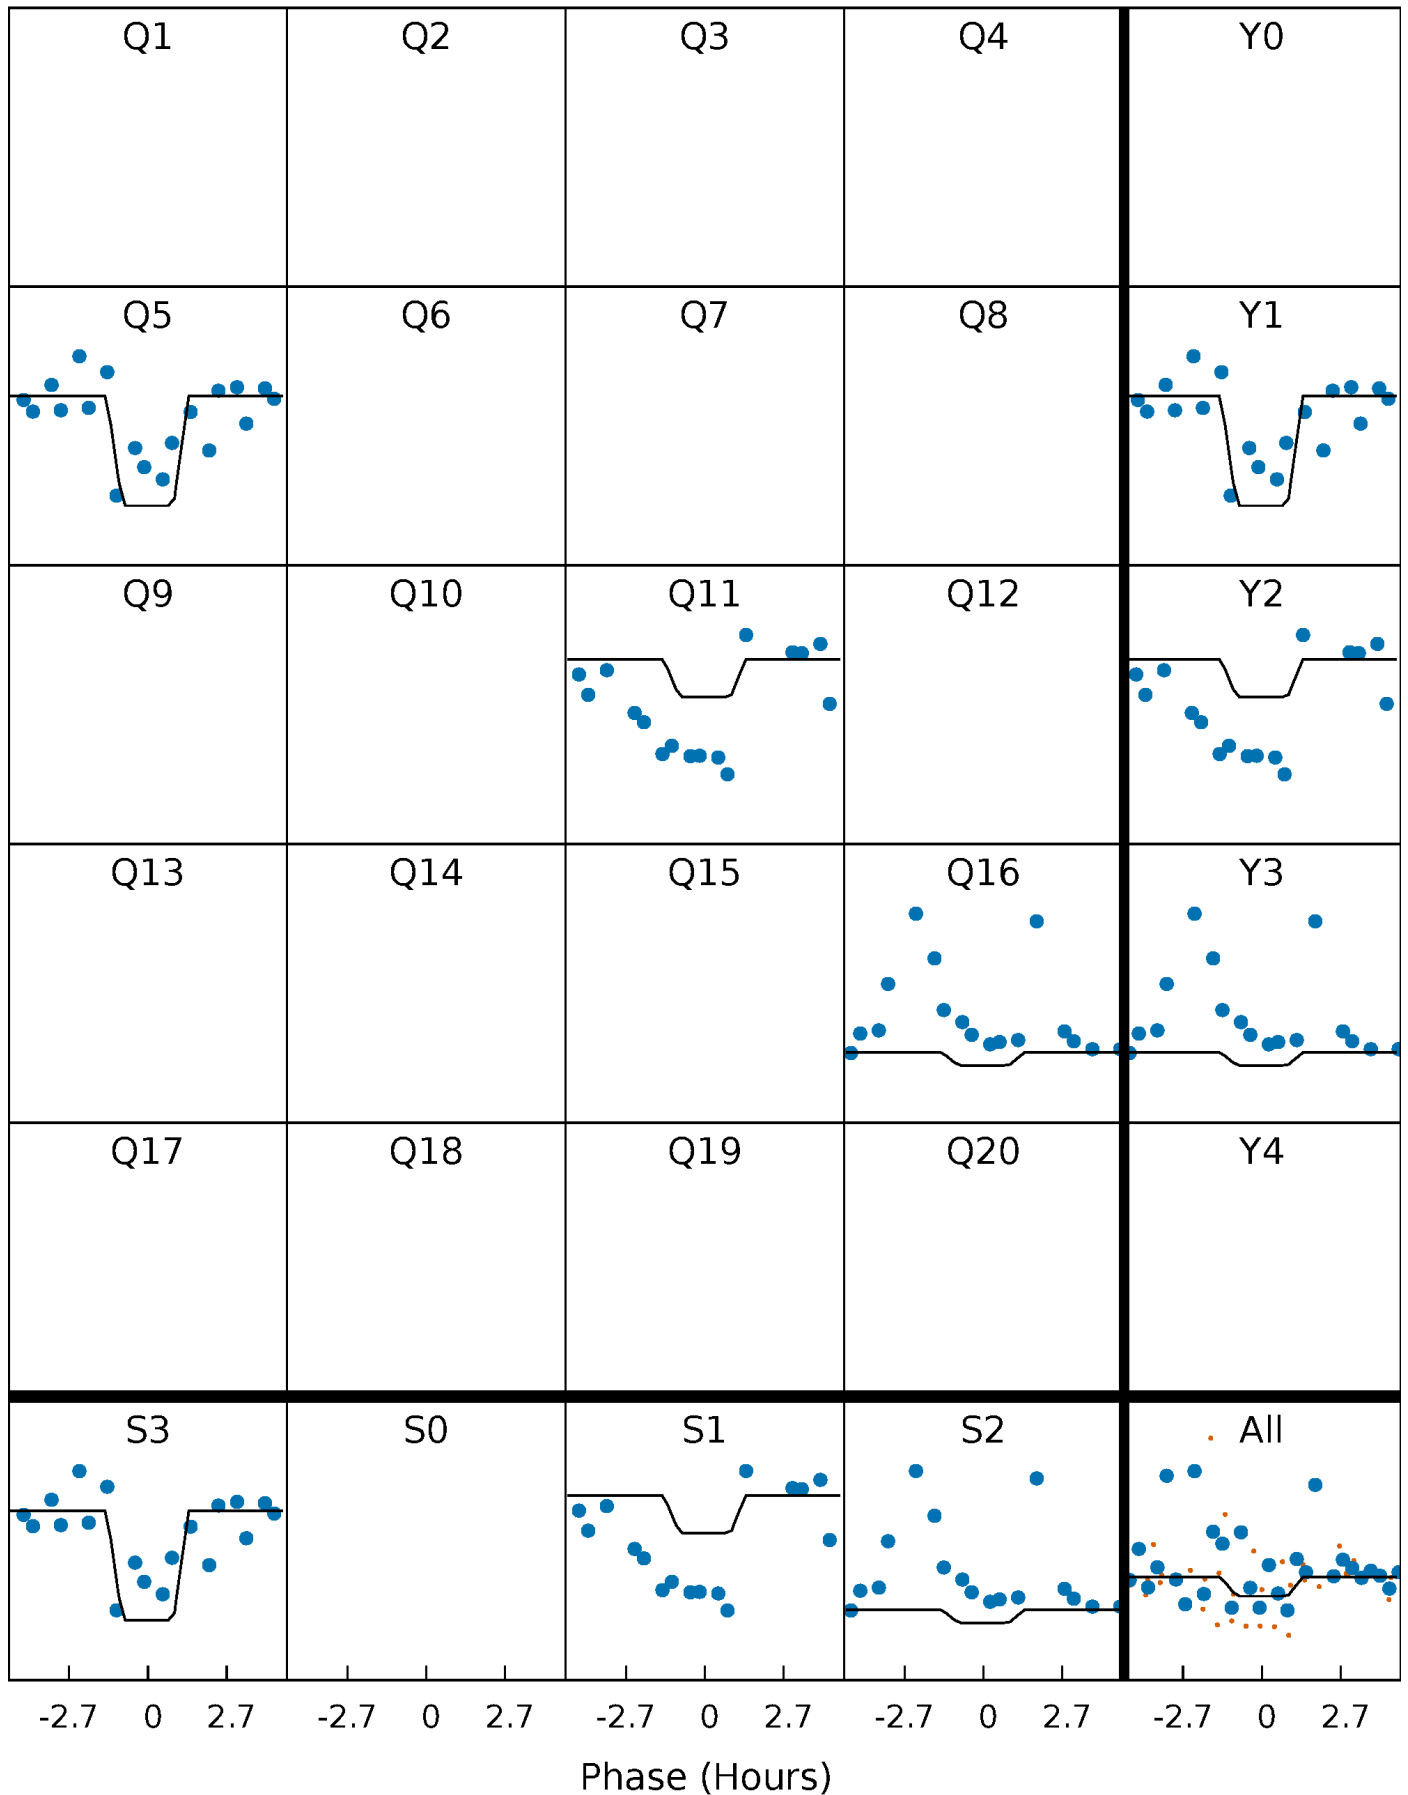 Q1 Q2 Q3 Q4 Y0
Q5 Q6 Q7 Q8 Y1
Q9 Q10 Q11 Q12 Y2
Q13 Q14 Q15 Q16 Y3
Q17 Q18 Q19 Q20 Y4
S3 S0 S1 S2 All
-2.7 0 2.7 -2.7 0 2.7 -2.7 0 2.7 -2.7 0 2.7 -2.7 0 2.7
Phase (Hours)